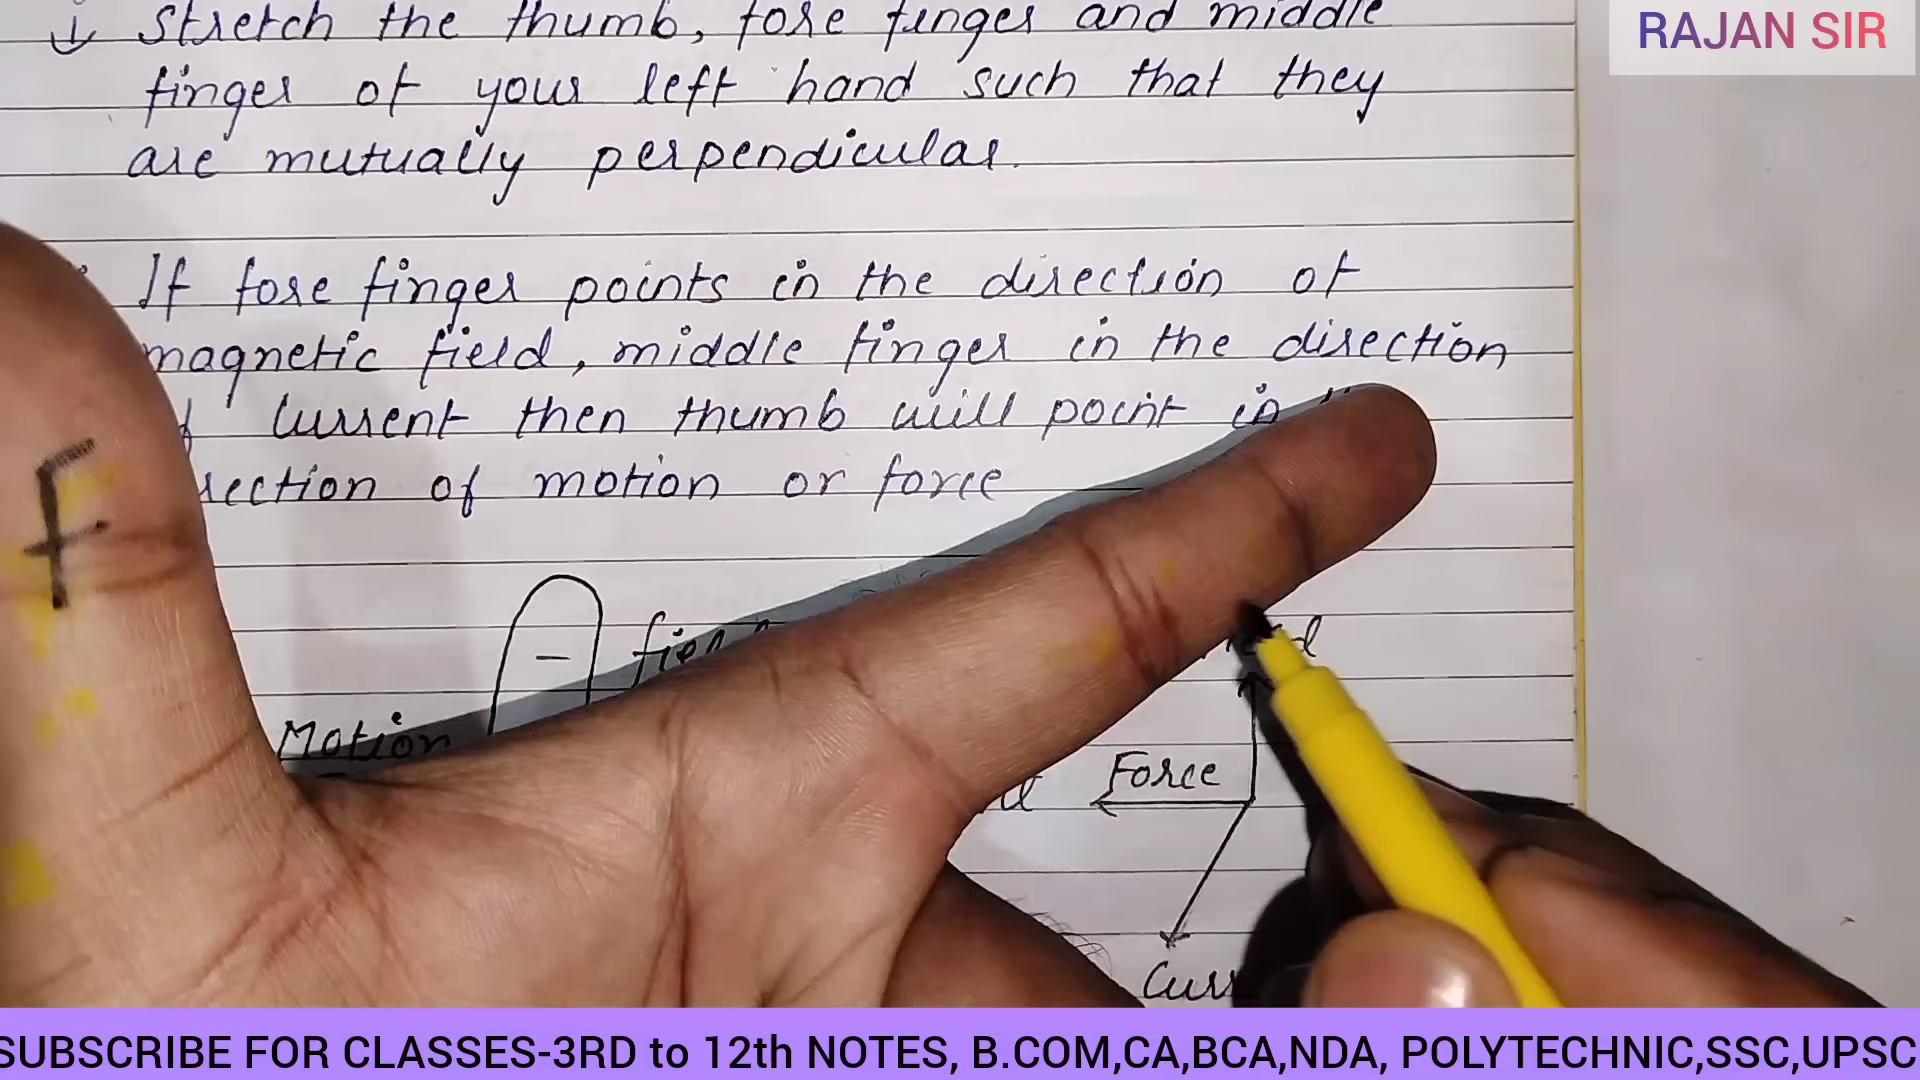 RAJAN SIR
Stretch the thumb, fore finger and middle
finger of your left hand such that they
are mutually perpendicular.
If fore finger points in the direction of
magnetic field, middle finger in the direction
current then thumb will point in
rection of motion or force
F
Motion
Force
SUBSCRIBE FOR CLASSES-3RD to 12th NOTES, B.COM,CA,BCA,NDA, POLYTECHNIC,SSC,UPSC